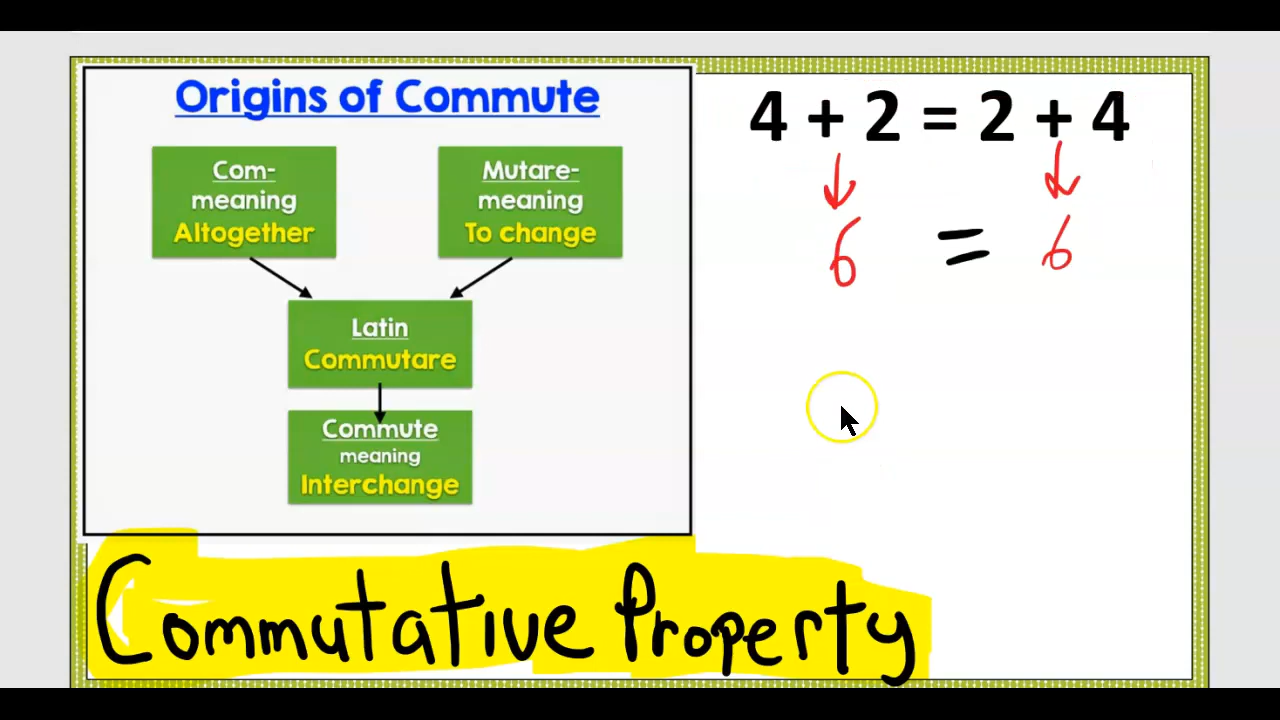 Origins of Commute
Com-
meaning
Altogether
Mutare-
meaning
To change
Latin
Commutare
Commute
meaning
Interchange
4 + 2 = 2 + 4
6 = 6
Commutative Property